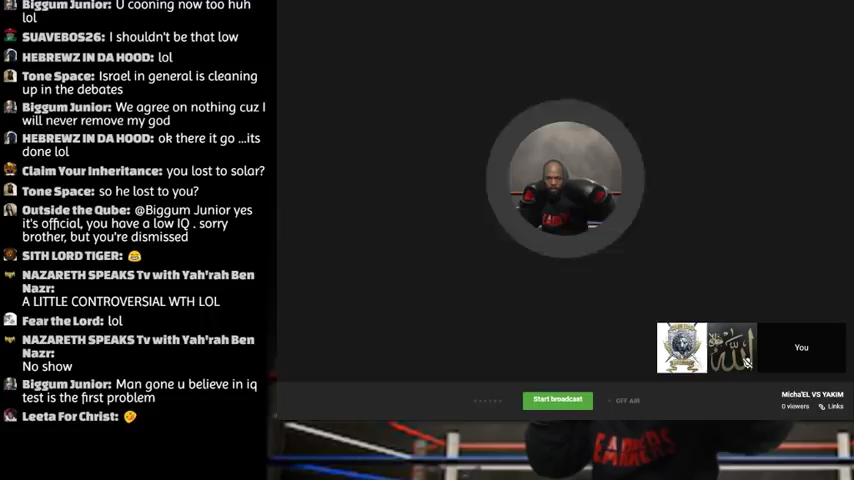 Biggum Junior: U cooning now too huh
lol
SUAVEBOS26: I shouldn't be that low
HEBREWZ IN DA HOOD: lol
Tone Space: Israel in general is cleaning
up in the debates
Biggum Junior: We agree on nothing cuz I
will never remove my god
HEBREWZ IN DA HOOD: ok there it go ...its
done lol
Claim Your Inheritance: you lost to solar?
Tone Space: so he lost to you?
Outside the Qube: @Biggum Junior yes
it's official, you have a low IQ . sorry
brother, but you're dismissed
SITH LORD TIGER: 😂
NAZARETH SPEAKS Tv with Yah'rah Ben
Nazr:
A LITTLE CONTROVERSIAL WTH LOL
Fear the Lord: lol
NAZARETH SPEAKS Tv with Yah'rah Ben
Nazr:
No show
Biggum Junior: Man gone u believe in iq
test is the first problem
Leeta For Christ: 🤣
الله
You
Start broadcast
OFF AIR
Micha'EL VS YAKIM
0 viewers
Links